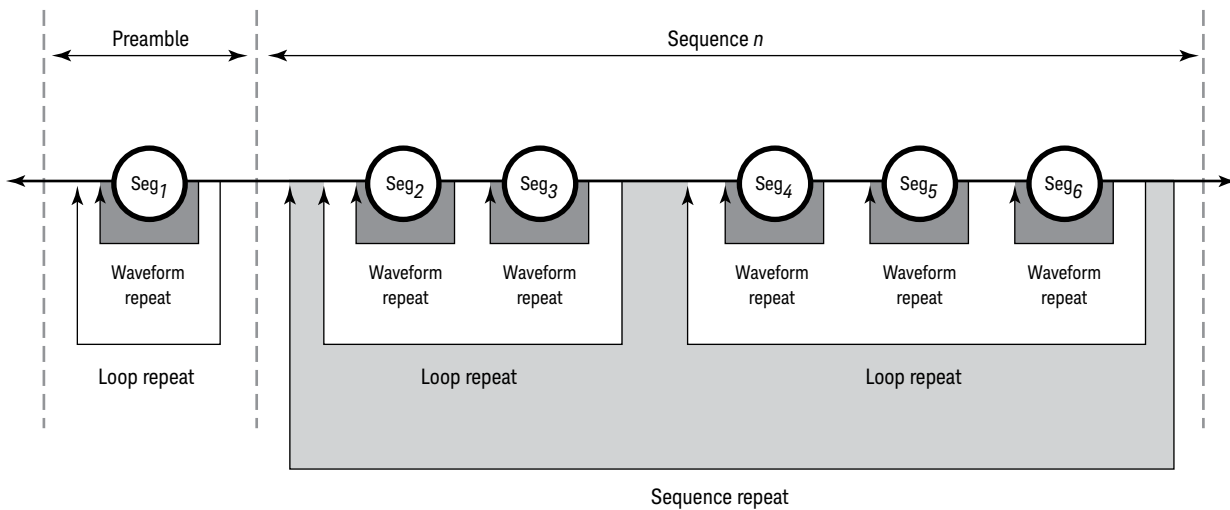 Preamble
Sequence n
Seg1
Seg2
Seg3
Seg4
Seg5
Seg6
Waveform
repeat
Waveform
repeat
Waveform
repeat
Waveform
repeat
Waveform
repeat
Waveform
repeat
Loop repeat
Loop repeat
Loop repeat
Sequence repeat